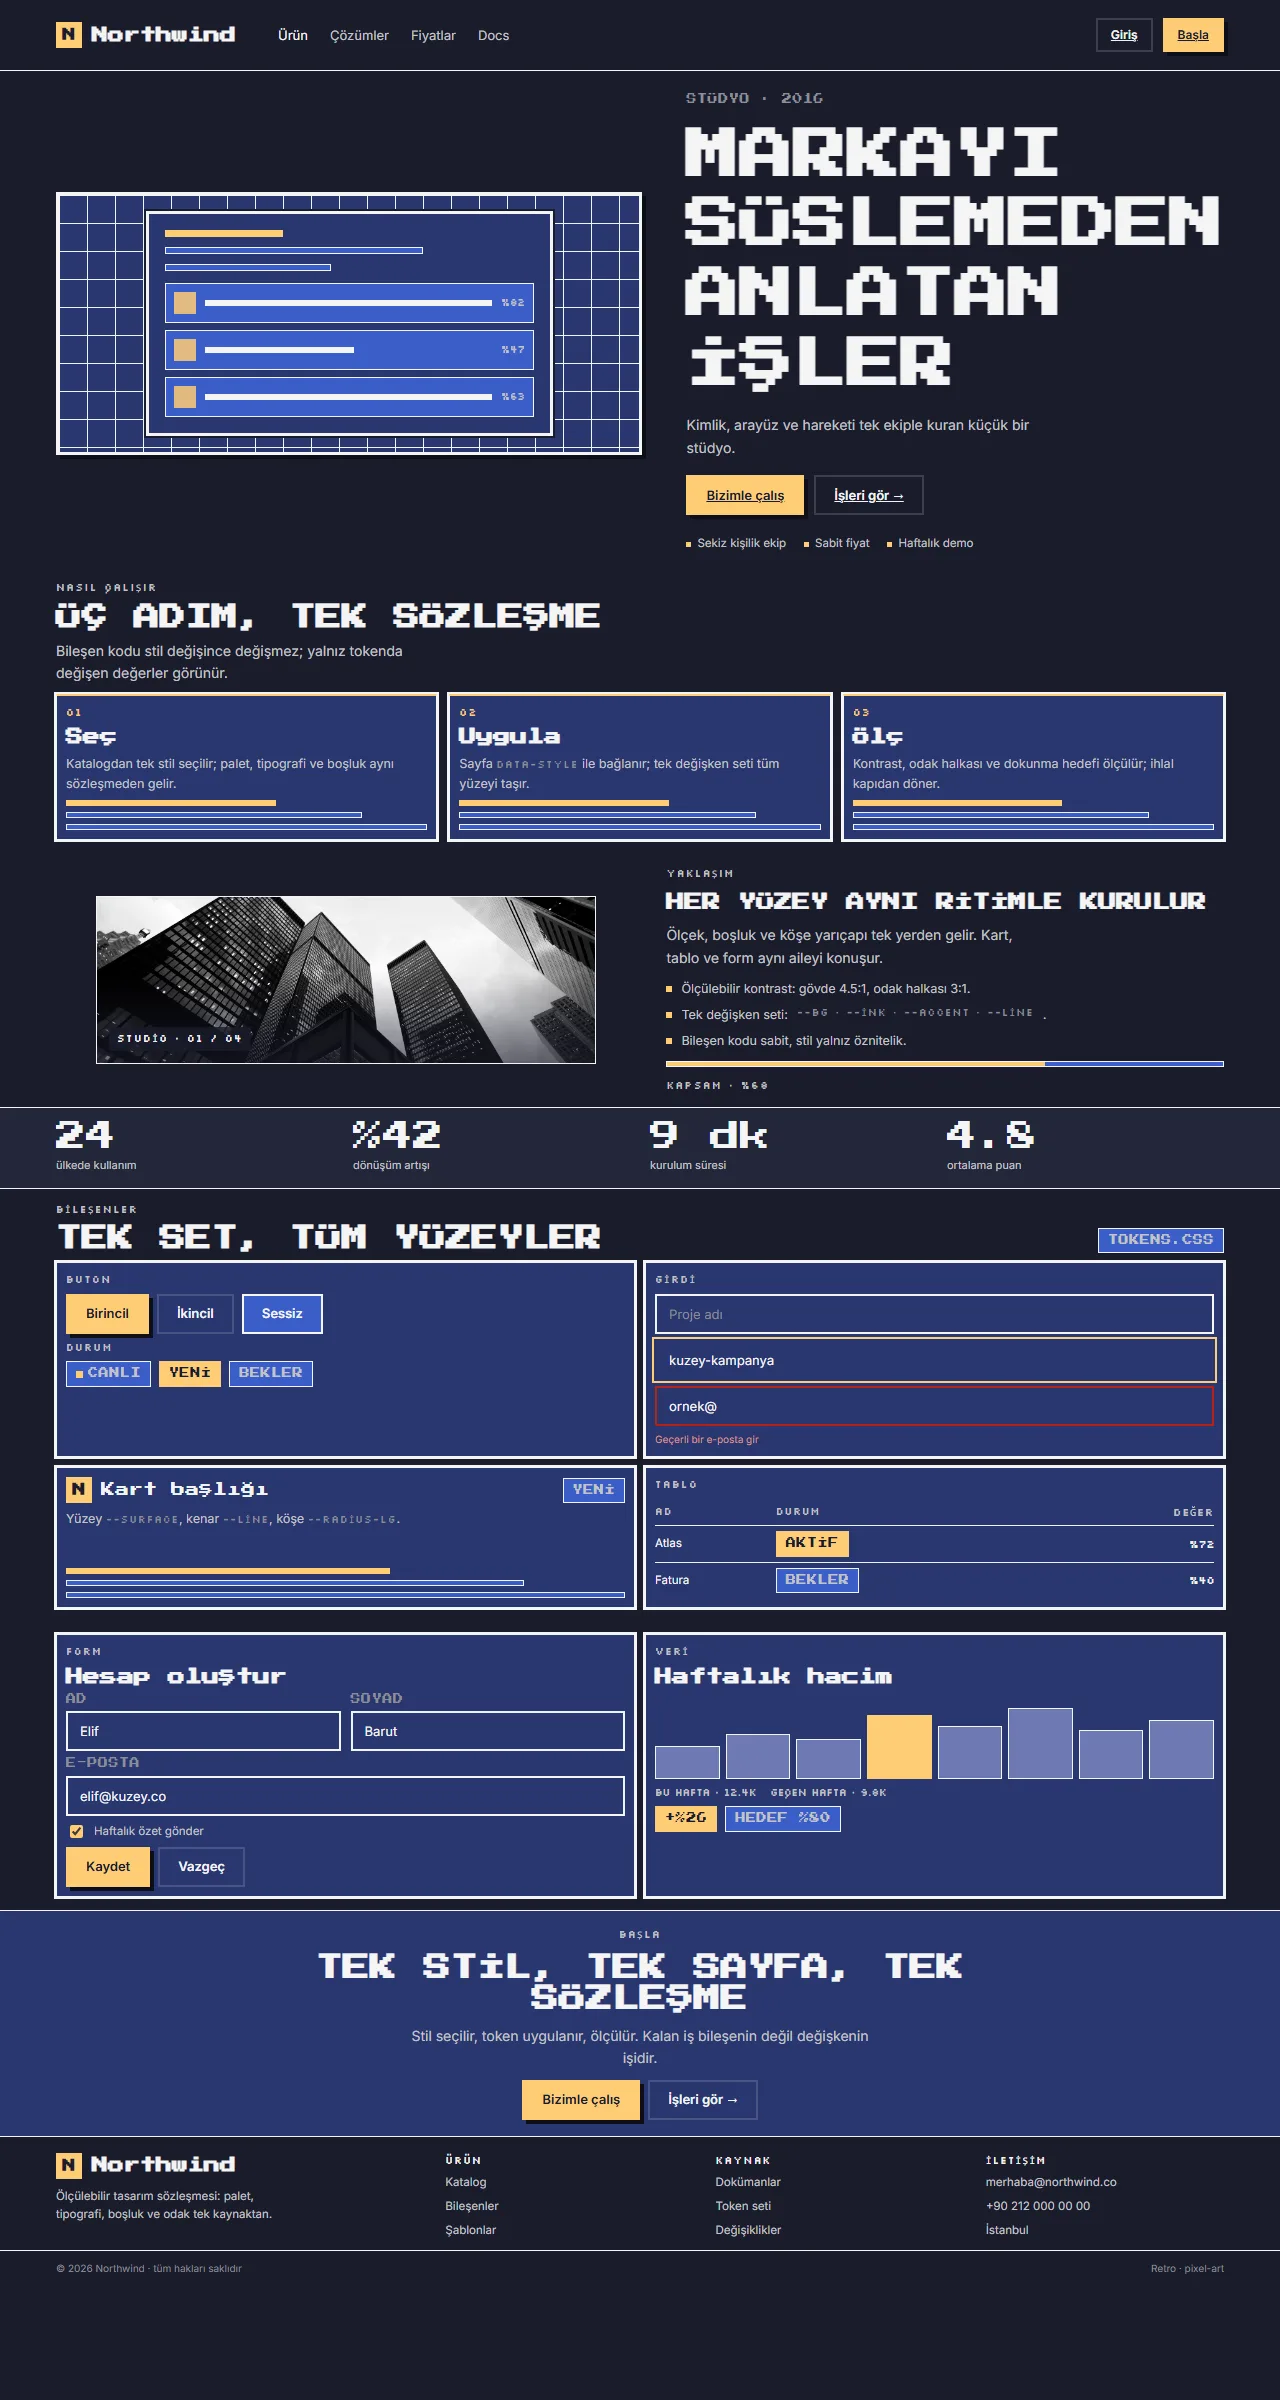 N Northwind
Ürün
Çözümler
Fiyatlar
Docs
Giriş
Başla
STÜDYO · 2016
MARKAYI
SÜSLEMEDEN
ANLATAN
İŞLER
%82
%47
%63
Kimlik, arayüz ve hareketi tek ekiple kuran küçük bir
stüdyo.
Bizimle çalış
İşleri gör →
Sekiz kişilik ekip
Sabit fiyat
Haftalık demo
NASIL ÇALIŞIR
ÜÇ ADIM, TEK SÖZLEŞME
Bileşen kodu stil değişince değişmez; yalnız tokenda
değişen değerler görünür.
01
Seç
Katalogdan tek stil seçilir; palet, tipografi ve boşluk aynı
sözleşmeden gelir.
02
Uygula
Sayfa DATA-STYLE ile bağlanır; tek değişken seti tüm
yüzeyi taşır.
03
Ölç
Kontrast, odak halkası ve dokunma hedefi ölçülür; ihlal
kapıdan döner.
STUDİO · 01 / 04
YAKLAŞIM
HER YÜZEY AYNI RİTİMLE KURULUR
Ölçek, boşluk ve köşe yarıçapı tek yerden gelir. Kart,
tablo ve form aynı aileyi konuşur.
Ölçülebilir kontrast: gövde 4.5:1, odak halkası 3:1.
Tek değişken seti: --BG · --İNK · --ACCENT · --LİNE .
Bileşen kodu sabit, stil yalnız öznitelik.
KAPSAM · %68
24
ülkede kullanım
%42
dönüşüm artışı
9 dk
kurulum süresi
4.8
ortalama puan
BİLEŞENLER
TEK SET, TÜM YÜZEYLER
TOKENS.CSS
BUTON
Birincil
İkincil
Sessiz
DURUM
CANLI
YENİ
BEKLER
GİRDİ
Proje adı
kuzey-kampanya
ornek@
Geçerli bir e-posta gir
N Kart başlığı
YENİ
Yüzey --SURFACE, kenar --LİNE, köşe --RADİUS-LG.
TABLO
AD DURUM DEĞER
Atlas AKTİF %72
Fatura BEKLER %40
FORM
Hesap oluştur
AD
SOYAD
Elif
Barut
E-POSTA
elif@kuzey.co
Haftalık özet gönder
Kaydet
Vazgeç
VERİ
Haftalık hacim
BU HAFTA · 12.4K GEÇEN HAFTA · 9.8K
+%26
HEDEF %80
BAŞLA
TEK STİL, TEK SAYFA, TEK
SÖZLEŞME
Stil seçilir, token uygulanır, ölçülür. Kalan iş bileşenin değil değişkenin
işidir.
Bizimle çalış
İşleri gör →
N Northwind
Ölçülebilir tasarım sözleşmesi: palet,
tipografi, boşluk ve odak tek kaynaktan.
ÜRÜN
Katalog
Bileşenler
Şablonlar
KAYNAK
Dokümanlar
Token seti
Değişiklikler
İLETİŞİM
merhaba@northwind.co
+90 212 000 00 00
İstanbul
© 2026 Northwind · tüm hakları saklıdır
Retro · pixel-art